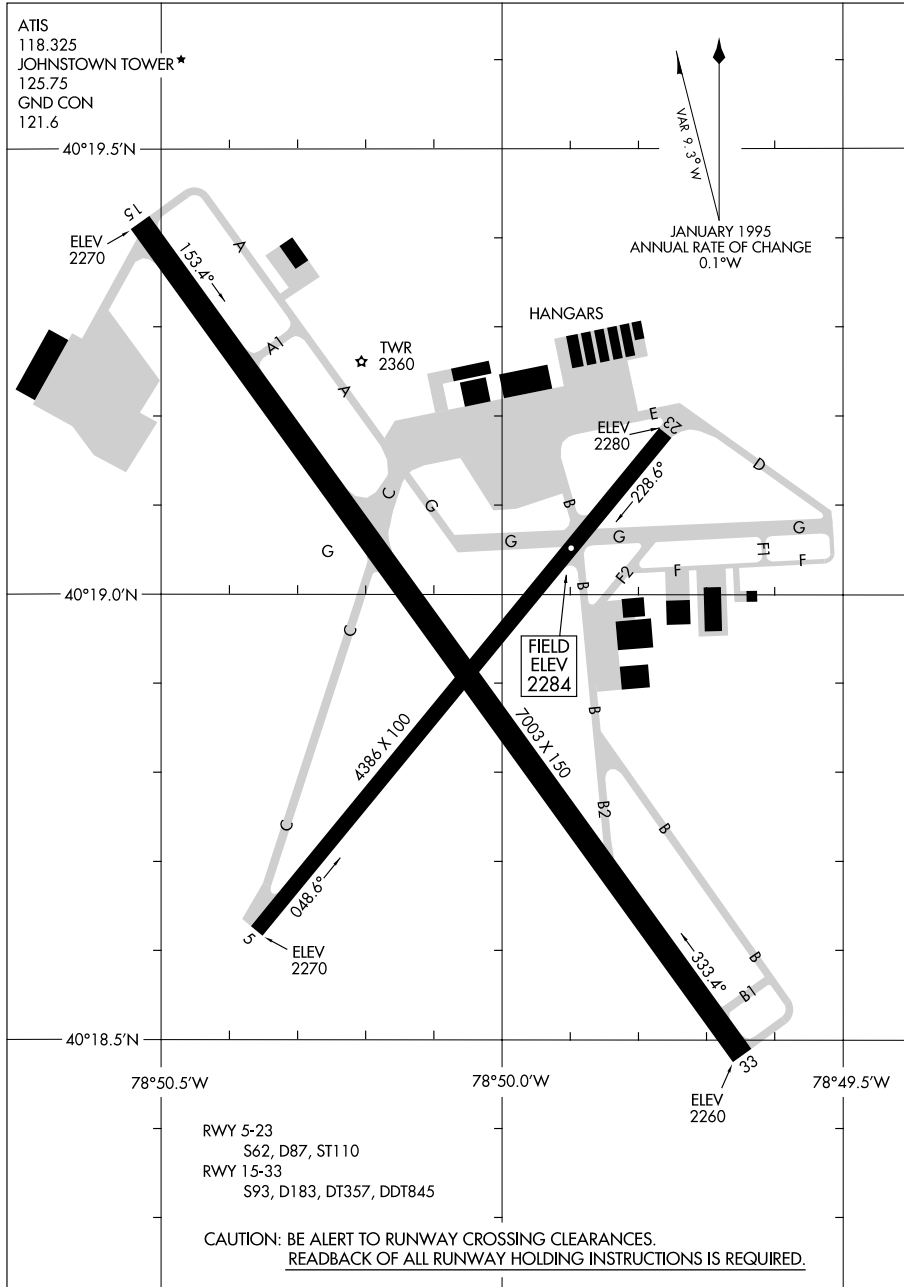 ATIS
118.325
JOHNSTOWN TOWER★
125.75
GND CON
121.6
40°19.5'N
VAR 9.3° W
JANUARY 1995
ANNUAL RATE OF CHANGE
0.1°W
15
ELEV
2270
153.4°
A
A1
A
TWR
2360
HANGARS
E
23
ELEV
2280
228.6°
D
C
G
B
G
G
G
G
F1
F
F
F2
B
40°19.0'N
C
FIELD
ELEV
2284
B
4386 X 100
7003 X 150
B2
B
C
048.6°
5
ELEV
2270
B
333.4°
B1
40°18.5'N
33
78°50.5'W
78°50.0'W
78°49.5'W
ELEV
2260
RWY 5-23
S62, D87, ST110
RWY 15-33
S93, D183, DT357, DDT845
CAUTION: BE ALERT TO RUNWAY CROSSING CLEARANCES.
READBACK OF ALL RUNWAY HOLDING INSTRUCTIONS IS REQUIRED.